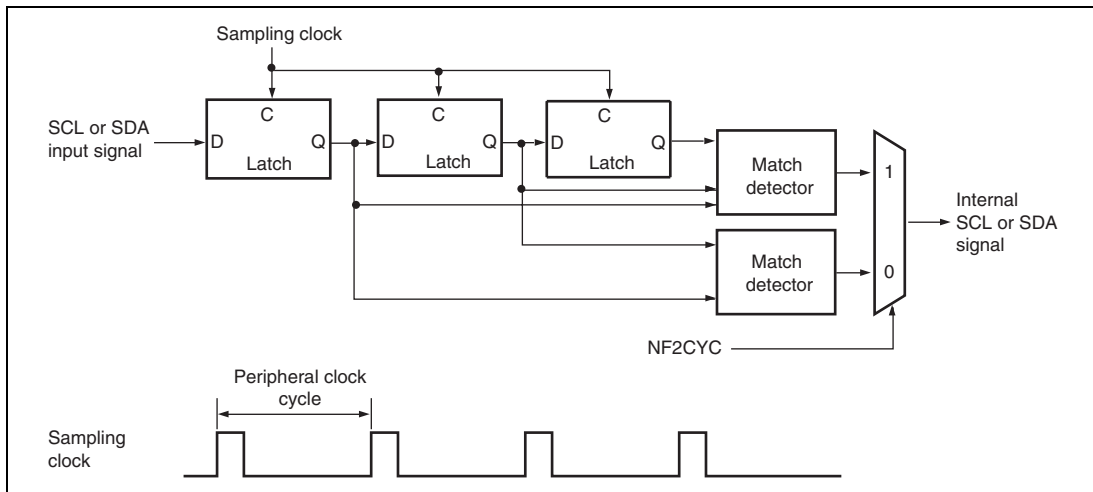 Sampling clock
C
C
C
SCL or SDA
input signal
D
Q
D
Q
D
Q
Latch
Latch
Latch
Match
detector
1
Internal
SCL or SDA
signal
Match
detector
0
NF2CYC
Peripheral clock
cycle
Sampling
clock